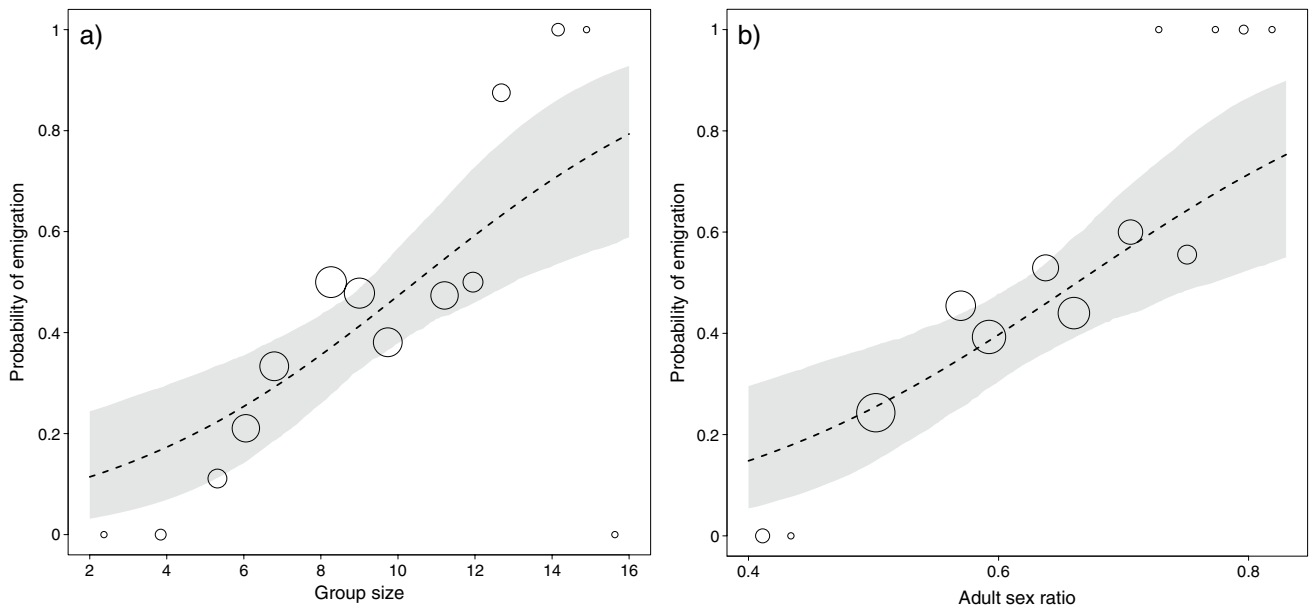 a)
Probability of emigration
1
0.8
0.6
0.4
0.2
0
2 4 6 8 10 12 14 16
Group size
b)
Probability of emigration
1
0.8
0.6
0.4
0.2
0
0.4 0.6 0.8
Adult sex ratio